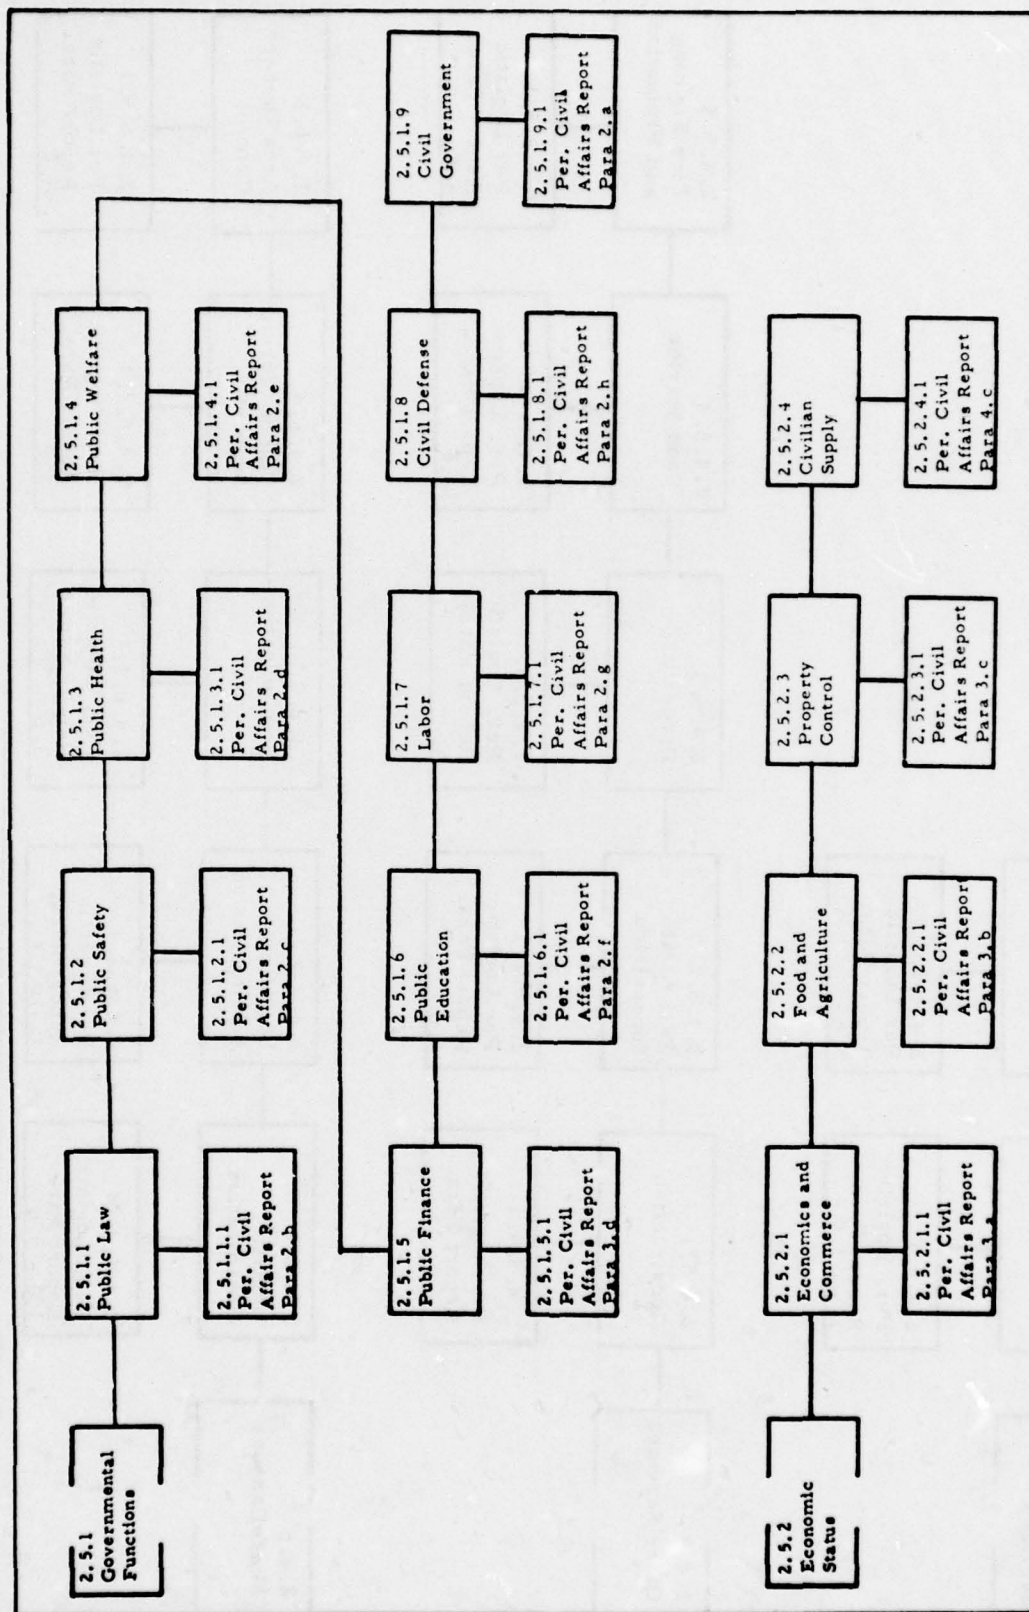 2.5.1
Governmental
Functions
2.5.1.1
Public Law
2.5.1.1.1
Per. Civil
Affairs Report
Para 2.b
2.5.1.2
Public Safety
2.5.1.2.1
Per. Civil
Affairs Report
Para 2.c
2.5.1.3
Public Health
2.5.1.3.1
Per. Civil
Affairs Report
Para 2.d
2.5.1.4
Public Welfare
2.5.1.4.1
Per. Civil
Affairs Report
Para 2.e
2.5.1.5
Public Finance
2.5.1.5.1
Per. Civil
Affairs Report
Para 3.d
2.5.1.6
Public
Education
2.5.1.6.1
Per. Civil
Affairs Report
Para 2.f
2.5.1.7
Labor
2.5.1.7.1
Per. Civil
Affairs Report
Para 2.g
2.5.1.8
Civil Defense
2.5.1.8.1
Per. Civil
Affairs Report
Para 2.h
2.5.1.9
Civil
Government
2.5.1.9.1
Per. Civil
Affairs Report
Para 2.a
2.5.2
Economic
Status
2.5.2.1
Economics and
Commerce
2.5.2.1.1
Per. Civil
Affairs Report
Para 3.a
2.5.2.2
Food and
Agriculture
2.5.2.2.1
Per. Civil
Affairs Report
Para 3.b
2.5.2.3
Property
Control
2.5.2.3.1
Per. Civil
Affairs Report
Para 3.c
2.5.2.4
Civilian
Supply
2.5.2.4.1
Per. Civil
Affairs Report
Para 4.c